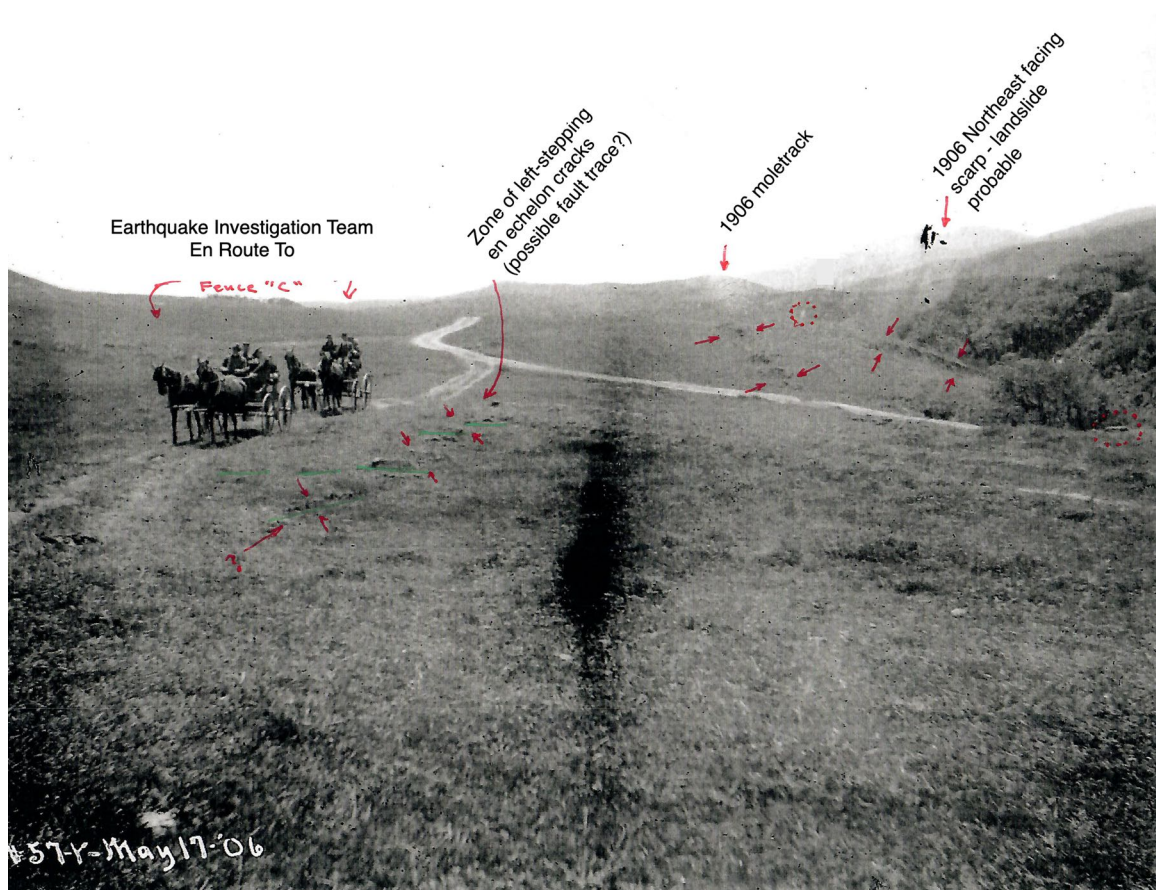 Earthquake Investigation Team
En Route To
Fence "C"
Zone of left-stepping
en echelon cracks
(possible fault trace?)
1906 moletrack
1906 Northeast facing
scarp - landslide
probable
?
#57-Y-May17-'06